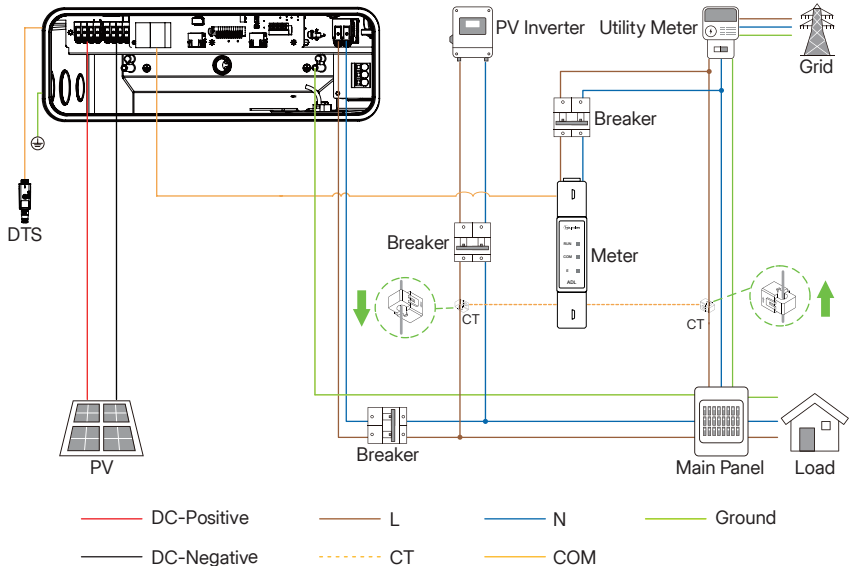 PV Inverter
Utility Meter
Grid
Breaker
DTS
Breaker
Meter
RUN
COM
ADL
CT
CT
PV
Breaker
Main Panel
Load
DC-Positive
L
N
Ground
DC-Negative
CT
COM